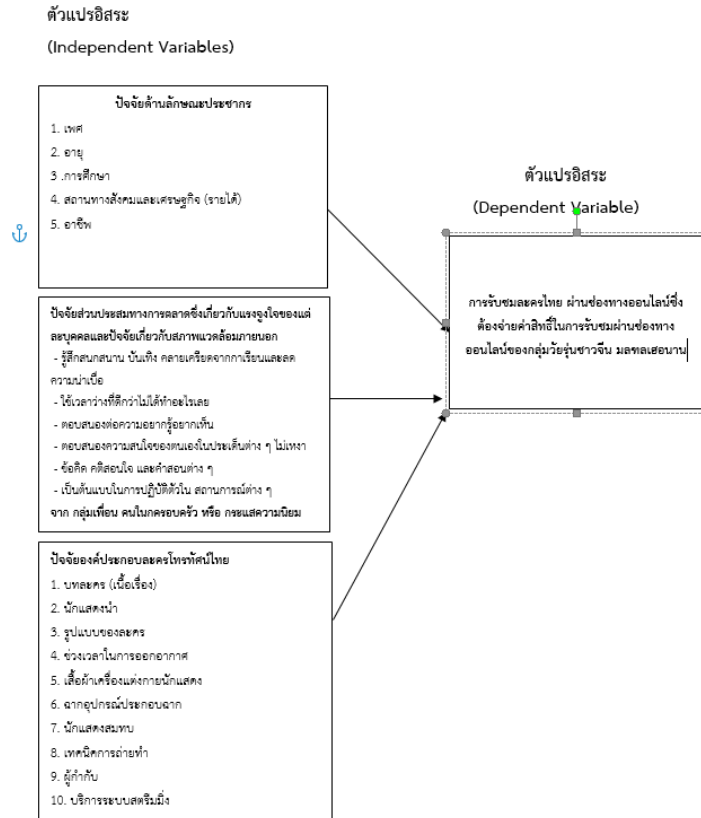 ตัวแปรอิสระ
(Independent Variables)
ปัจจัยด้านลักษณะประชากร
1. เพศ
2. อายุ
3 .การศึกษา
4. สถานทางสังคมและเศรษฐกิจ (รายได้)
5. อาชีพ
ปัจจัยส่วนประสมทางการตลาดซึ่งเกี่ยวกับแรงจูงใจของแต่
ละบุคคลและปัจจัยเกี่ยวกับสภาพแวดล้อมภายนอก
- รู้สึกสนกสนาน บันเทิง คลายเครียดจากกาเรียนและลด
ความน่าเบื่อ
- ใช้เวลาว่างที่ดีกว่าไม่ได้ทำอะไรเลย
- ตอบสนองต่อความอยากรู้อยากเห็น
- ตอบสนองความสนใจของตนเองในประเด็นต่าง ๆ ไม่เหงา
- ข้อคิด คติสอนใจ และคำสอนต่าง ๆ
- เป็นต้นแบบในการปฏิบัติตัวใน สถานการณ์ต่าง ๆ
จาก กลุ่มเพื่อน คนในกครอบครัว หรือ กระแสความนิยม
ปัจจัยองค์ประกอบละครโทรทัศน์ไทย
1. บทละคร (เนื้อเรื่อง)
2. นักแสดงนำ
3. รูปแบบของละคร
4. ช่วงเวลาในการออกอากาศ
5. เสื้อผ้าเครื่องแต่งกายนักแสดง
6. ฉากอุปกรณ์ประกอบฉาก
7. นักแสดงสมทบ
8. เทคนิคการถ่ายทำ
9. ผู้กำกับ
10. บริการระบบสตรีมมิ่ง
ตัวแปรอิสระ
(Dependent Variable)
การรับชมละครไทย ผ่านช่องทางออนไลน์ซึ่ง
ต้องจ่ายค่าสิทธิ์ในการรับชมผ่านช่องทาง
ออนไลน์ของกลุ่มวัยรุ่นชาวจีน มลฑลเฮอนาน